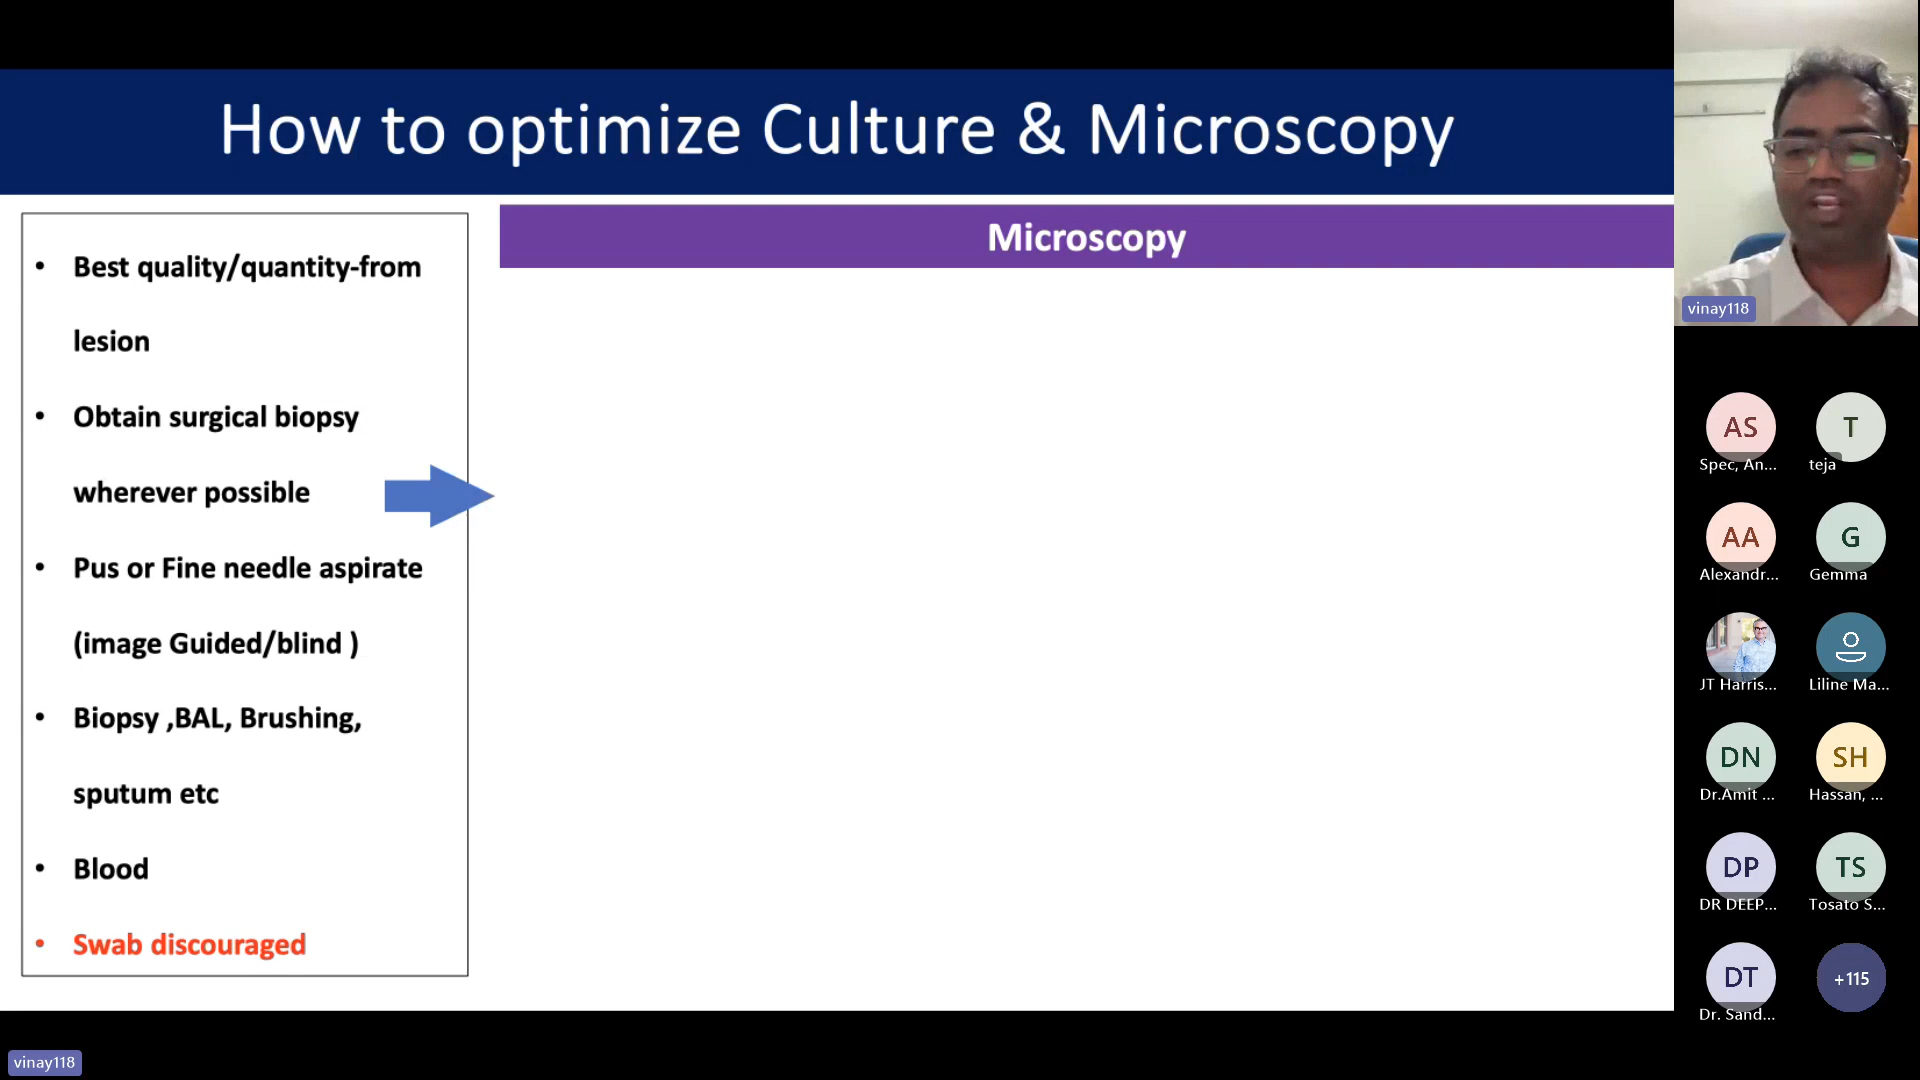 How to optimize Culture & Microscopy
• Best quality/quantity-from
lesion
• Obtain surgical biopsy
wherever possible
• Pus or Fine needle aspirate
(image Guided/blind )
• Biopsy ,BAL, Brushing,
sputum etc
• Blood
• Swab discouraged
Microscopy
vinay118
AS
Spec, An...
T
teja
AA
Alexandr...
G
Gemma
JT Harris...
Liline Ma...
DN
Dr.Amit ...
SH
Hassan, ...
DP
DR DEEP...
TS
Tosato S...
DT
Dr. Sand...
+115
vinay118